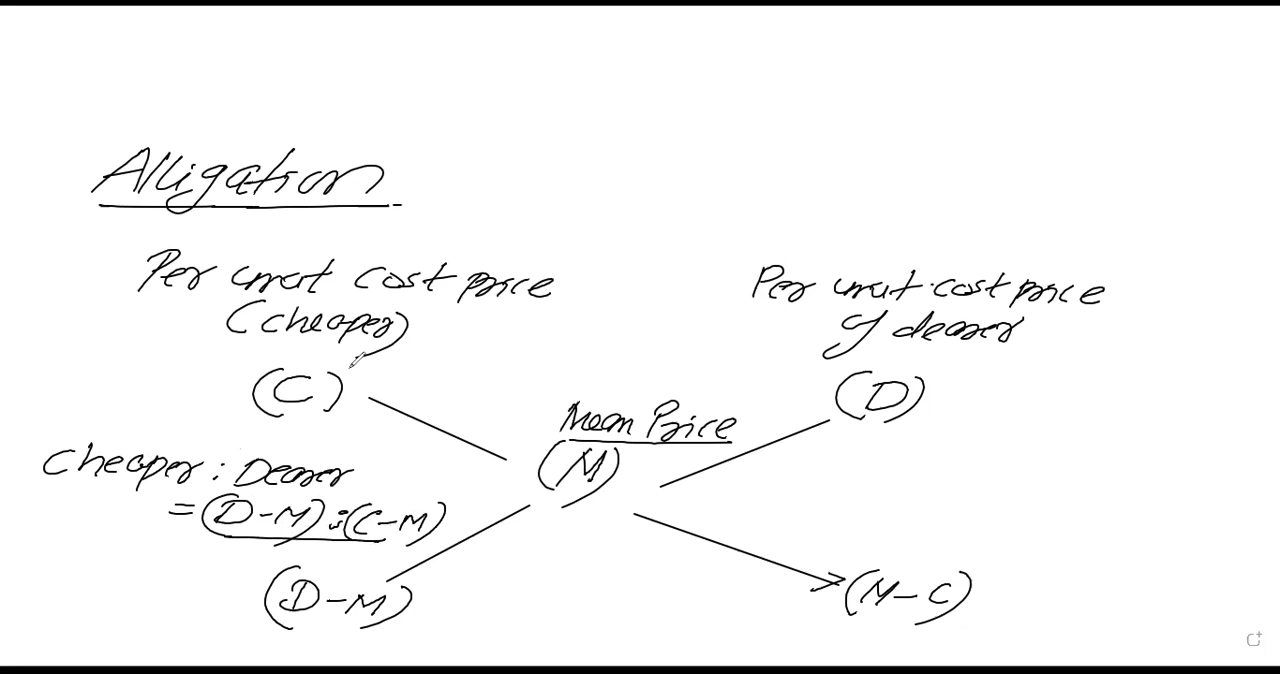 Alligation
Per unit cost price
(cheaper)
Per unit cost price
of dearer
(C)
(D)
Mean Price
(M)
Cheaper : Dearer
= (D-M) : (C-M)
(D-M)
(M-C)